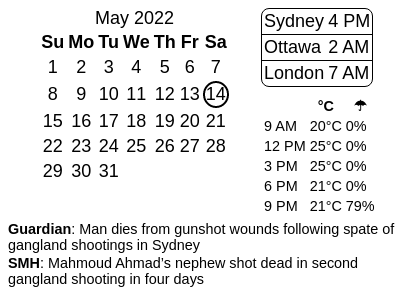 May 2022
Su Mo Tu We Th Fr Sa
1 2 3 4 5 6 7
8 9 10 11 12 13 14
15 16 17 18 19 20 21
22 23 24 25 26 27 28
29 30 31
Sydney 4 PM
Ottawa 2 AM
London 7 AM
°C ☂
9 AM 20°C 0%
12 PM 25°C 0%
3 PM 25°C 0%
6 PM 21°C 0%
9 PM 21°C 79%
Guardian: Man dies from gunshot wounds following spate of
gangland shootings in Sydney
SMH: Mahmoud Ahmad's nephew shot dead in second
gangland shooting in four days